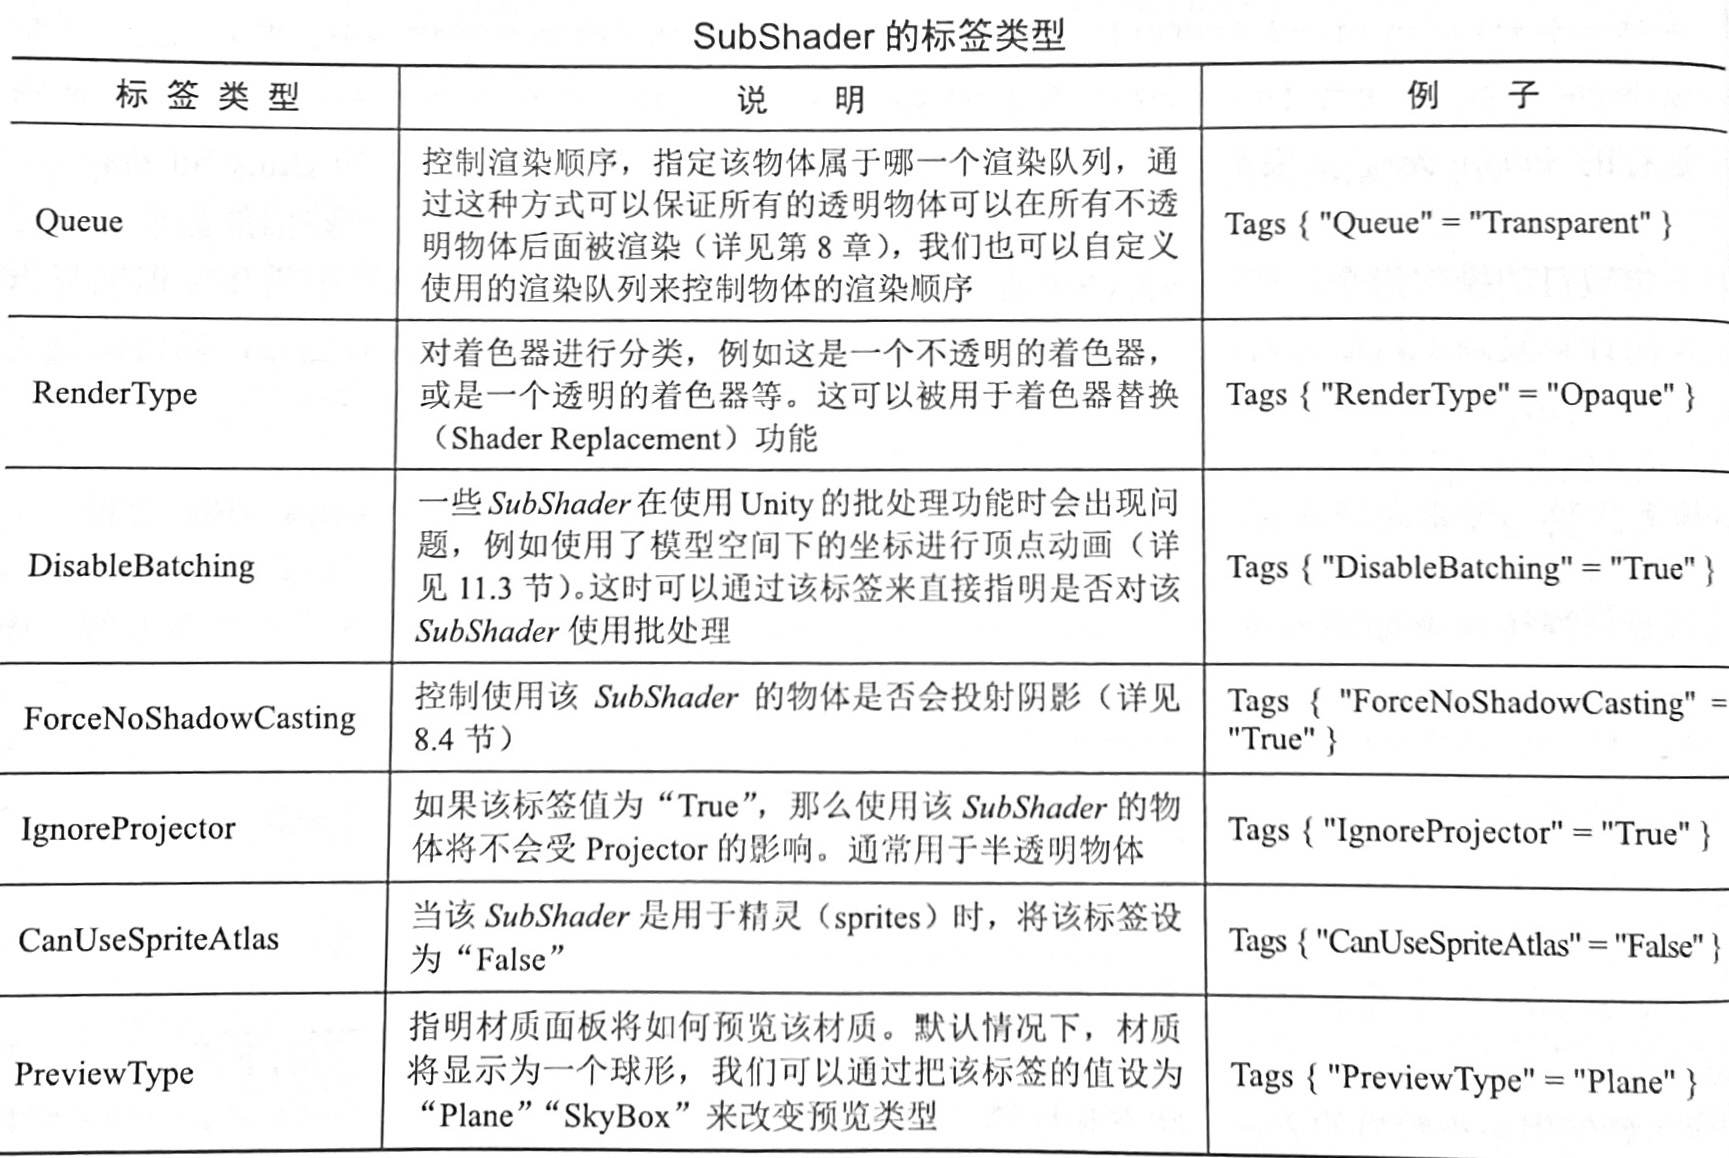 SubShader 的标签类型
标 签 类 型
说 明
例 子
Queue
控制渲染顺序，指定该物体属于哪一个渲染队列，通
过这种方式可以保证所有的透明物体可以在所有不透
明物体后面被渲染（详见第 8 章），我们也可以自定义
使用的渲染队列来控制物体的渲染顺序
Tags { "Queue" = "Transparent" }
RenderType
对着色器进行分类，例如这是一个不透明的着色器，
或是一个透明的着色器等。这可以被用于着色器替换
（Shader Replacement）功能
Tags { "RenderType" = "Opaque" }
DisableBatching
一些 SubShader 在使用 Unity 的批处理功能时会出现问
题，例如使用了模型空间下的坐标进行顶点动画（详
见 11.3 节）。这时可以通过该标签来直接指明是否对该
SubShader 使用批处理
Tags { "DisableBatching" = "True" }
ForceNoShadowCasting
控制使用该 SubShader 的物体是否会投射阴影（详见
8.4 节）
Tags { "ForceNoShadowCasting" =
"True" }
IgnoreProjector
如果该标签值为“True”，那么使用该 SubShader 的物
体将不会受 Projector 的影响。通常用于半透明物体
Tags { "IgnoreProjector" = "True" }
CanUseSpriteAtlas
当该 SubShader 是用于精灵（sprites）时，将该标签设
为“False”
Tags { "CanUseSpriteAtlas" = "False" }
PreviewType
指明材质面板将如何预览该材质。默认情况下，材质
将显示为一个球形，我们可以通过把该标签的值设为
“Plane”“SkyBox”来改变预览类型
Tags { "PreviewType" = "Plane" }